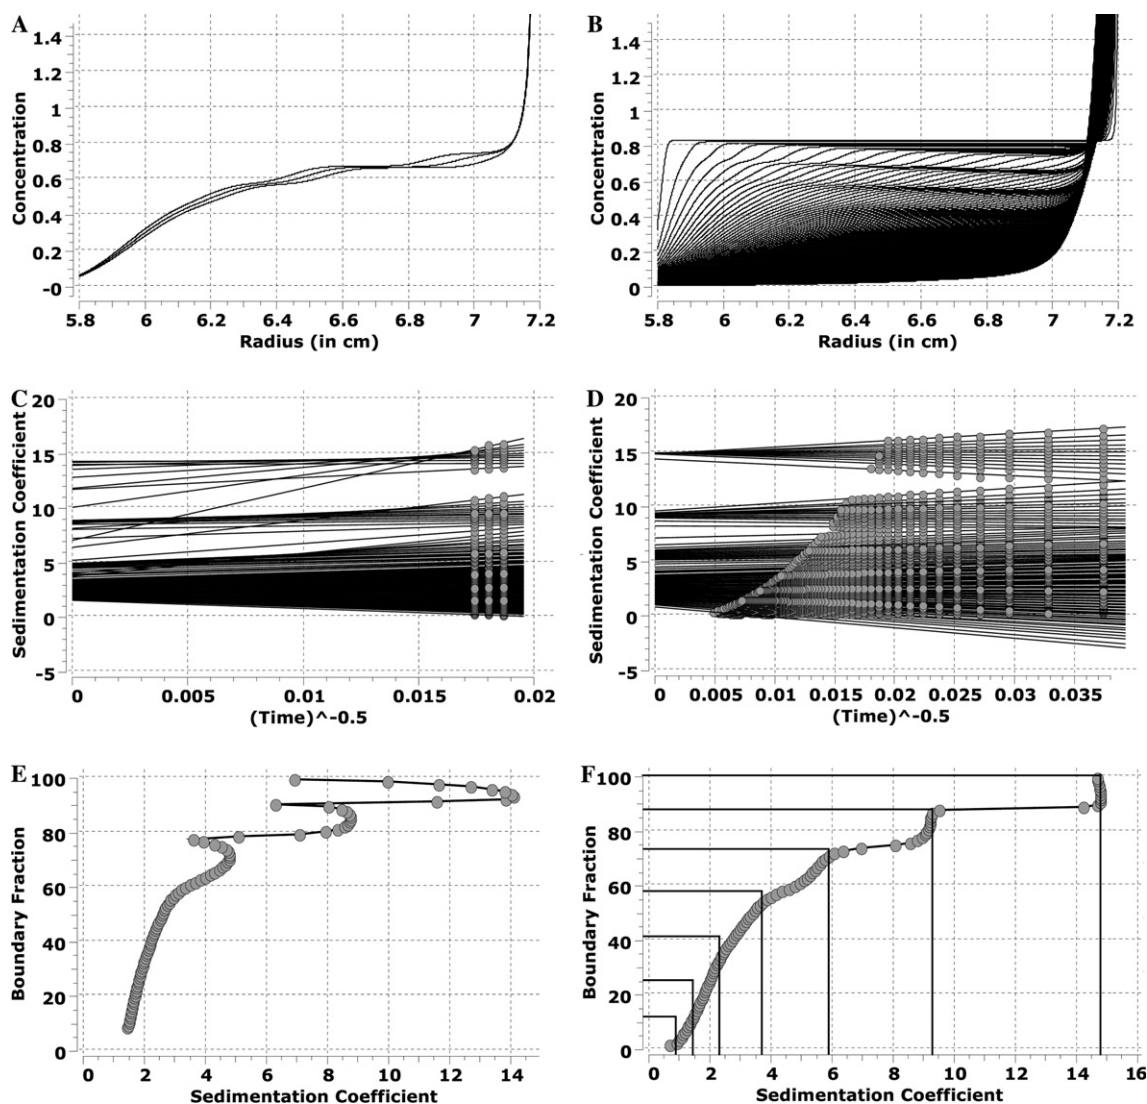 A
Concentration
1.4
1.2
1
0.8
0.6
0.4
0.2
-0
5.8 6 6.2 6.4 6.6 6.8 7 7.2
Radius (in cm)
B
Concentration
1.4
1.2
1
0.8
0.6
0.4
0.2
0
5.8 6 6.2 6.4 6.6 6.8 7 7.2
Radius (in cm)
C
Sedimentation Coefficient
20
15
10
5
0
-5
0 0.005 0.01 0.015 0.02
(Time)^-0.5
D
Sedimentation Coefficient
20
15
10
5
0
-5
0 0.005 0.01 0.015 0.02 0.025 0.03 0.035
(Time)^-0.5
E
Boundary Fraction
100
80
60
40
20
0
0 2 4 6 8 10 12 14
Sedimentation Coefficient
F
Boundary Fraction
100
80
60
40
20
0
0 2 4 6 8 10 12 14 16
Sedimentation Coefficient